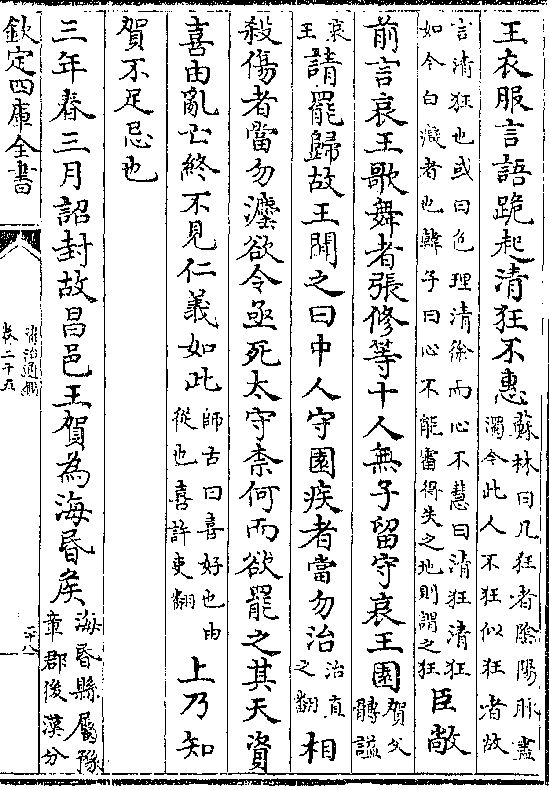 王衣服言語跪起清狂不惠
蘇林曰凡狂者陰陽脉盡
濁今此人不狂似狂者故
言清狂也或曰色理清徐而心不慧曰清狂清狂
如今白癡者也韓子曰心不能審得失之地則謂之狂
臣敞
前言哀王歌舞者張修等十人無子留守哀王園
賀父
髆諡
哀
王
請罷歸故王聞之曰中人守園疾者當勿治
治直
之翻
相
殺傷者當勿灋欲令亟死太守柰何而欲罷之其天資
喜由亂亡終不見仁義如此
師古曰喜好也由
從也喜許吏翻
上乃知
賀不足忌也
三年春三月詔封故昌邑王賀為海昏矦
海昏縣屬豫
章郡後漢分
欽定四庫全書
資治通鑑
卷二十五
二十八